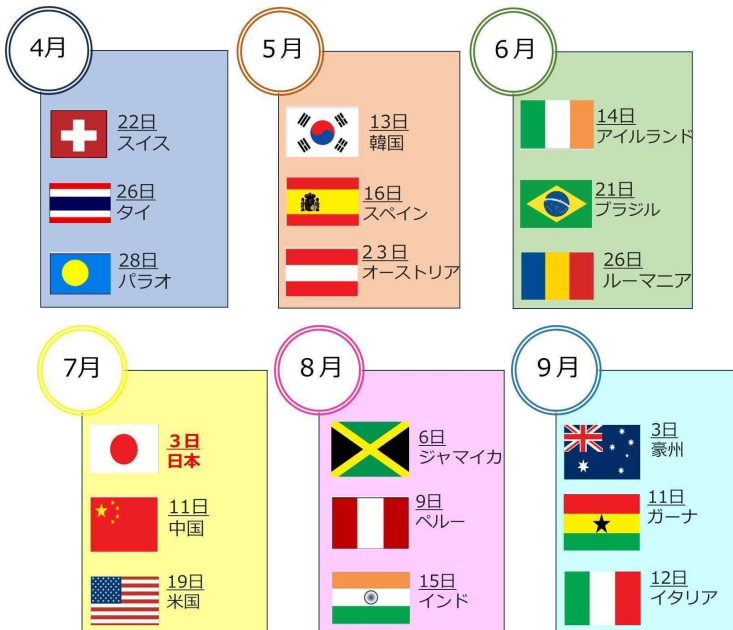 4月
22日
スイス
26日
タイ
28日
パラオ
5月
13日
韓国
16日
スペイン
２３日
オーストリア
6月
14日
アイルランド
21日
ブラジル
26日
ルーマニア
7月
３日
日本
11日
中国
19日
米国
8月
6日
ジャマイカ
9日
ペルー
15日
インド
9月
3日
豪州
11日
ガーナ
12日
イタリア